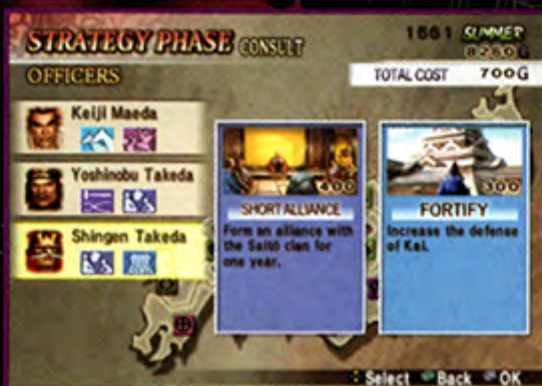 STRATEGY PHASE CONSULT
1561 SUMMER
8260G
OFFICERS
TOTAL COST 700G
Keiji Maeda
Yoshinobu Takeda
Shingen Takeda
400
SHORT ALLIANCE
Form an alliance with
the Saitō clan for
one year.
300
FORTIFY
Increase the defense
of Kai.
Select Back OK